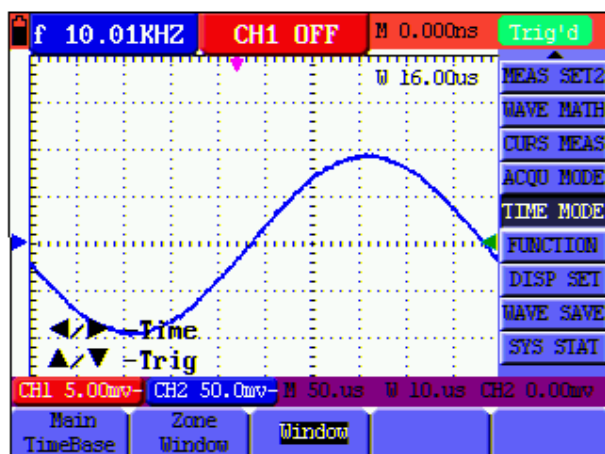 f 10.01KHZ CH1 OFF M 0.000ns Trig'd
W 16.00us
MEAS SET2
WAVE MATH
CURS MEAS
ACQU MODE
TIME MODE
FUNCTION
DISP SET
WAVE SAVE
SYS STAT
◀/▶ -Time
▲/▼ -Trig
CH1 5.00mv- CH2 50.0mv- M 50.us W 10.us CH2 0.00mv
Main TimeBase
Zone Window
Window